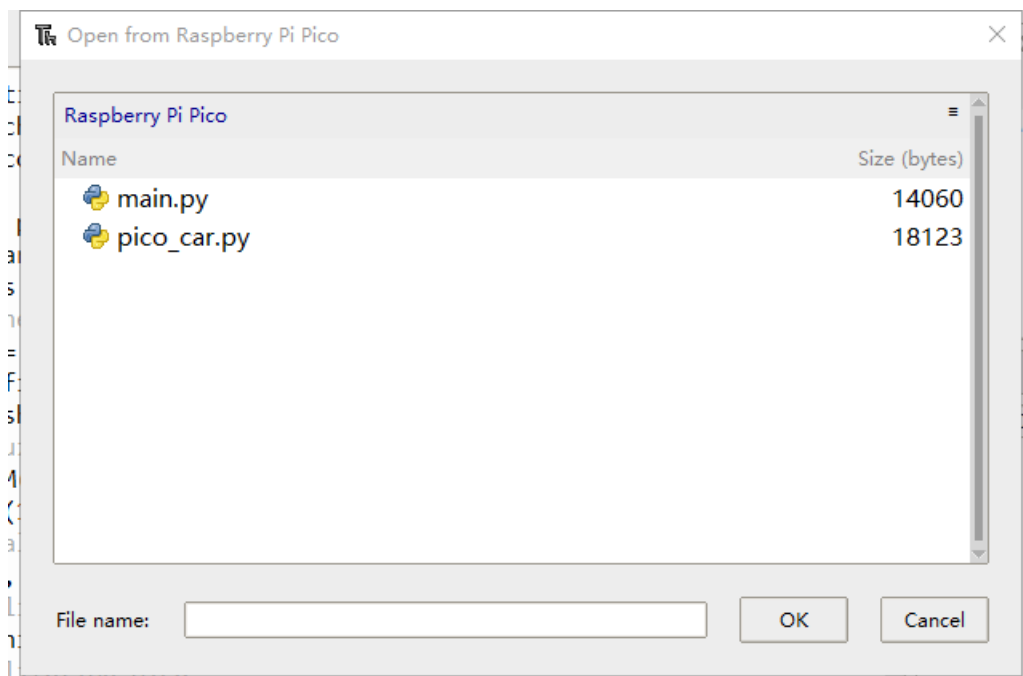 Open from Raspberry Pi Pico
Raspberry Pi Pico
Name Size (bytes)
main.py 14060
pico_car.py 18123
File name: OK Cancel